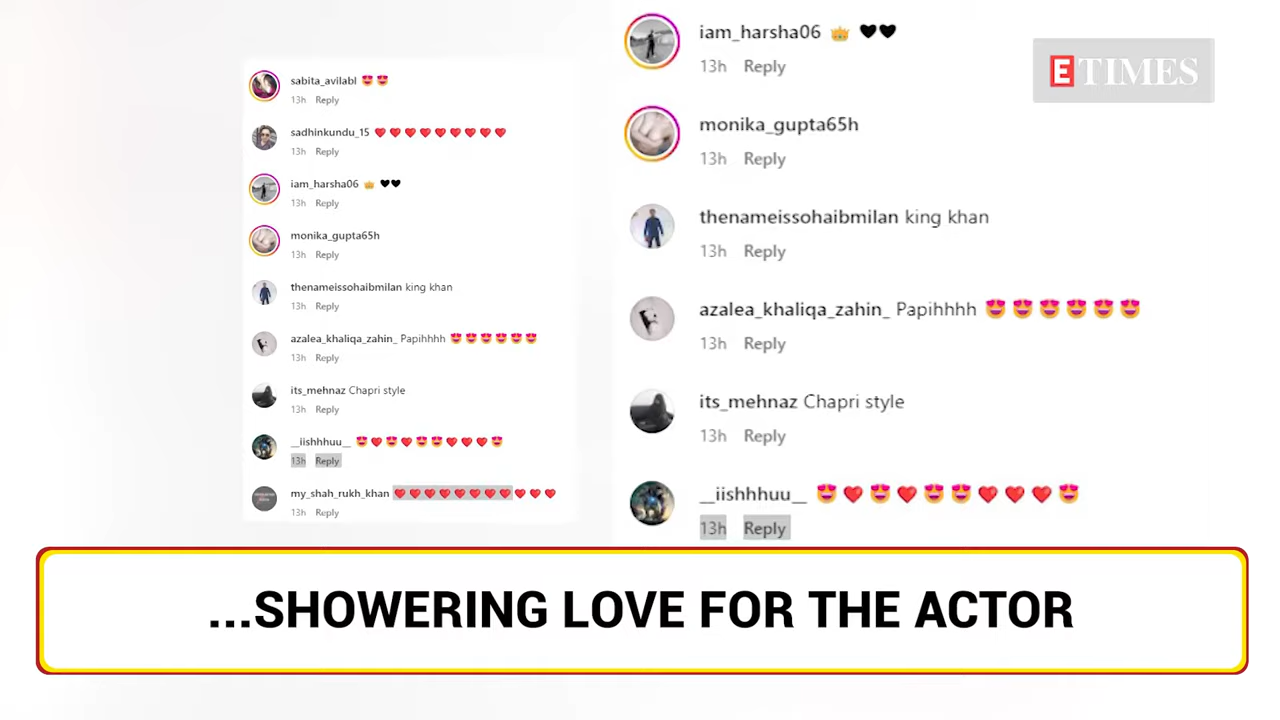 sabita_avilabl 😍😍
13h Reply
sadhinkundu_15 ❤️❤️❤️❤️❤️❤️❤️❤️❤️
13h Reply
iam_harsha06 👑 🖤🖤
13h Reply
monika_gupta65h
13h Reply
thenameissohaibmilan king khan
13h Reply
azalea_khaliqa_zahin_ Papihhhh 😍😍😍😍😍😍
13h Reply
its_mehnaz Chapri style
13h Reply
__iishhhuu__ 😍❤️😍❤️😍😍❤️❤️❤️😍
13h Reply
my_shah_rukh_khan ❤️❤️❤️❤️❤️❤️❤️❤️❤️❤️❤️
13h Reply
iam_harsha06 👑 🖤🖤
13h Reply
monika_gupta65h
13h Reply
thenameissohaibmilan king khan
13h Reply
azalea_khaliqa_zahin_ Papihhhh 😍😍😍😍😍😍
13h Reply
its_mehnaz Chapri style
13h Reply
__iishhhuu__ 😍❤️😍❤️😍😍❤️❤️❤️😍
13h Reply
E TIMES
...SHOWERING LOVE FOR THE ACTOR